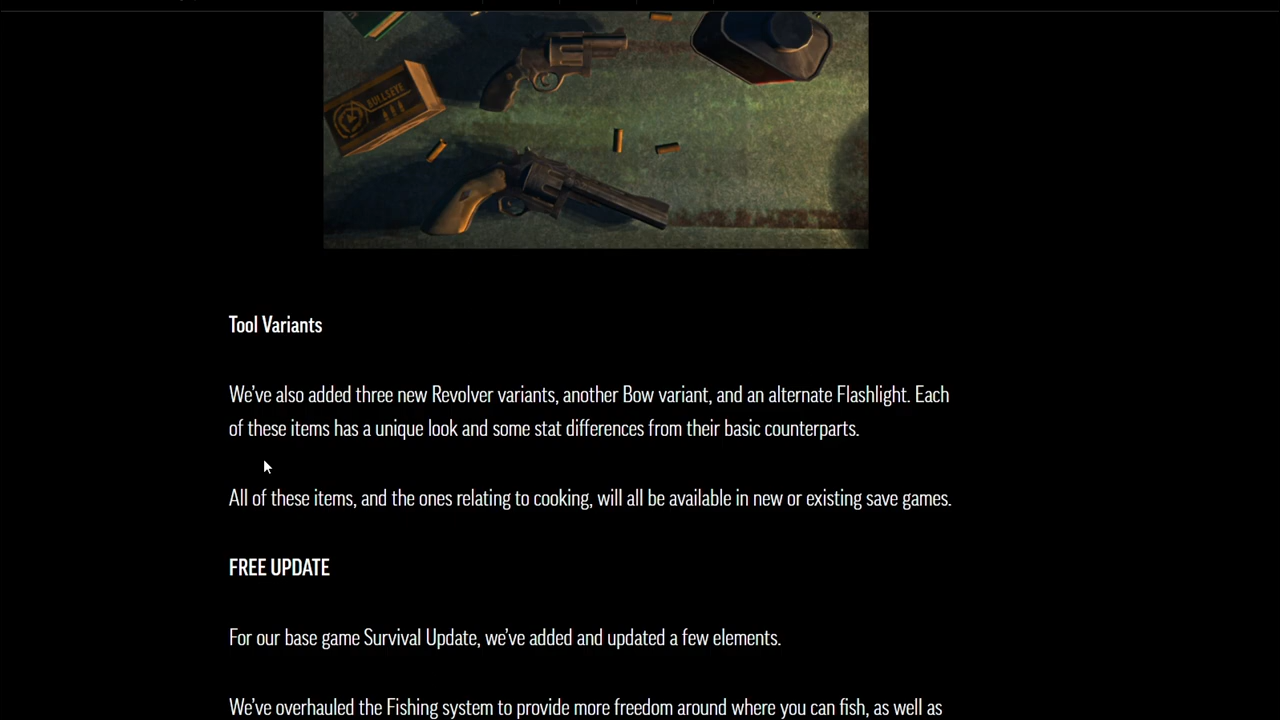 BULLSEYE
Tool Variants
We've also added three new Revolver variants, another Bow variant, and an alternate Flashlight. Each
of these items has a unique look and some stat differences from their basic counterparts.
All of these items, and the ones relating to cooking, will all be available in new or existing save games.
FREE UPDATE
For our base game Survival Update, we've added and updated a few elements.
We've overhauled the Fishing system to provide more freedom around where you can fish, as well as